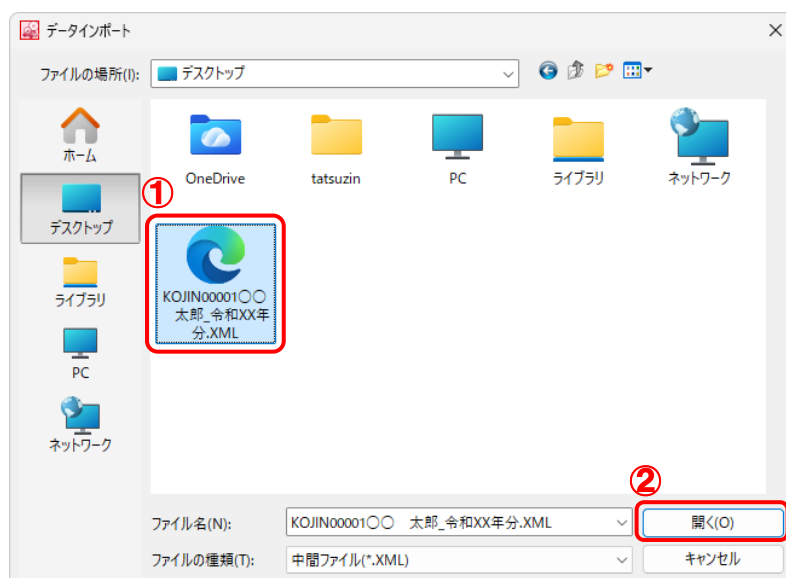 データインポート
ファイルの場所(I):
デスクトップ
ホーム
デスクトップ
ライブラリ
PC
ネットワーク
OneDrive
tatsuzin
PC
ライブラリ
ネットワーク
①
KOJIN00001〇〇
太郎_令和XX年
分.XML
②
ファイル名(N):
KOJIN00001〇〇　太郎_令和XX年分.XML
開く(O)
ファイルの種類(T):
中間ファイル(*.XML)
キャンセル